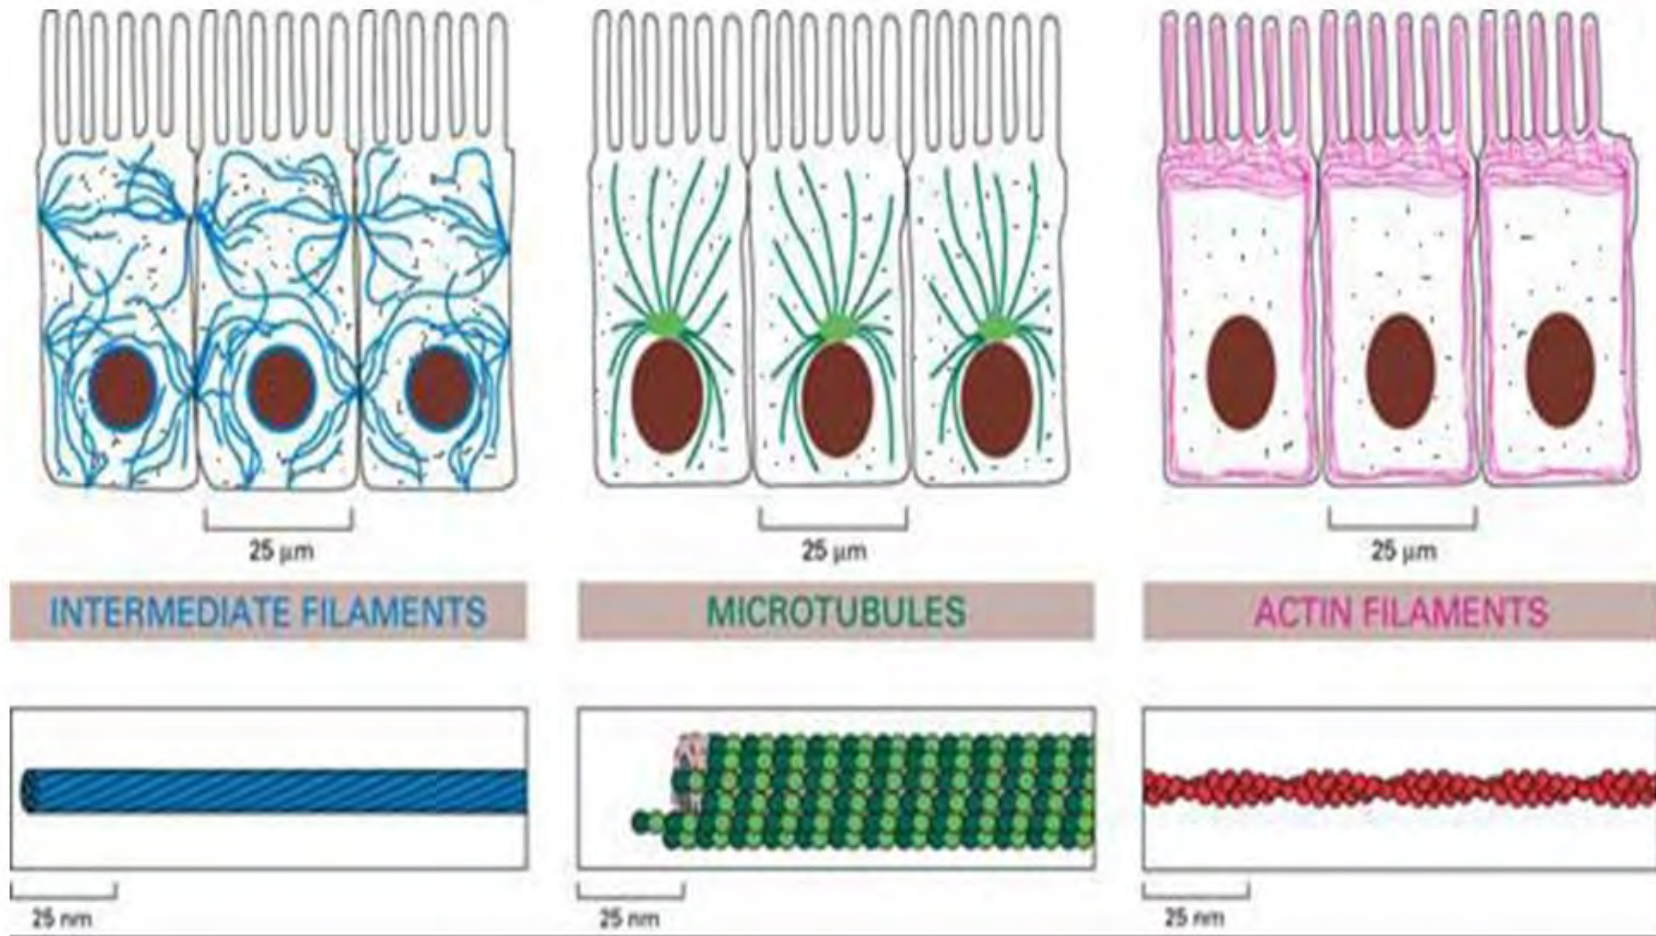 25 μm
25 μm
25 μm
INTERMEDIATE FILAMENTS
MICROTUBULES
ACTIN FILAMENTS
25 nm
25 nm
25 nm